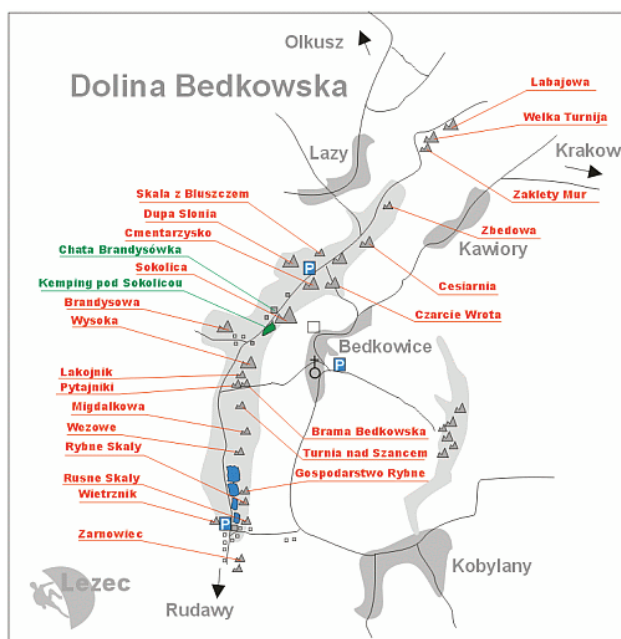 Olkusz
Dolina Bedkowska
Labajowa
Wełka Turnija
Lazy
Krakow
Zaklety Mur
Skala z Bluszczem
Dupa Slonia
Zbedowa
Cmentarzysko
Kawiory
Chata Brandysówka
Sokolica
P
Cesiarnia
Kemping pod Sokolicou
Czarcie Wrota
Brandysowa
Wysoka
Bedkowice
Lakojnik
P
Pytajniki
Migdalkowa
Brama Bedkowska
Wezowe
Turnia nad Szancem
Rybne Skaly
Gospodarstwo Rybne
Rusne Skaly
Wietrznik
P
Zarnowiec
Kobylany
Lezec
Rudawy